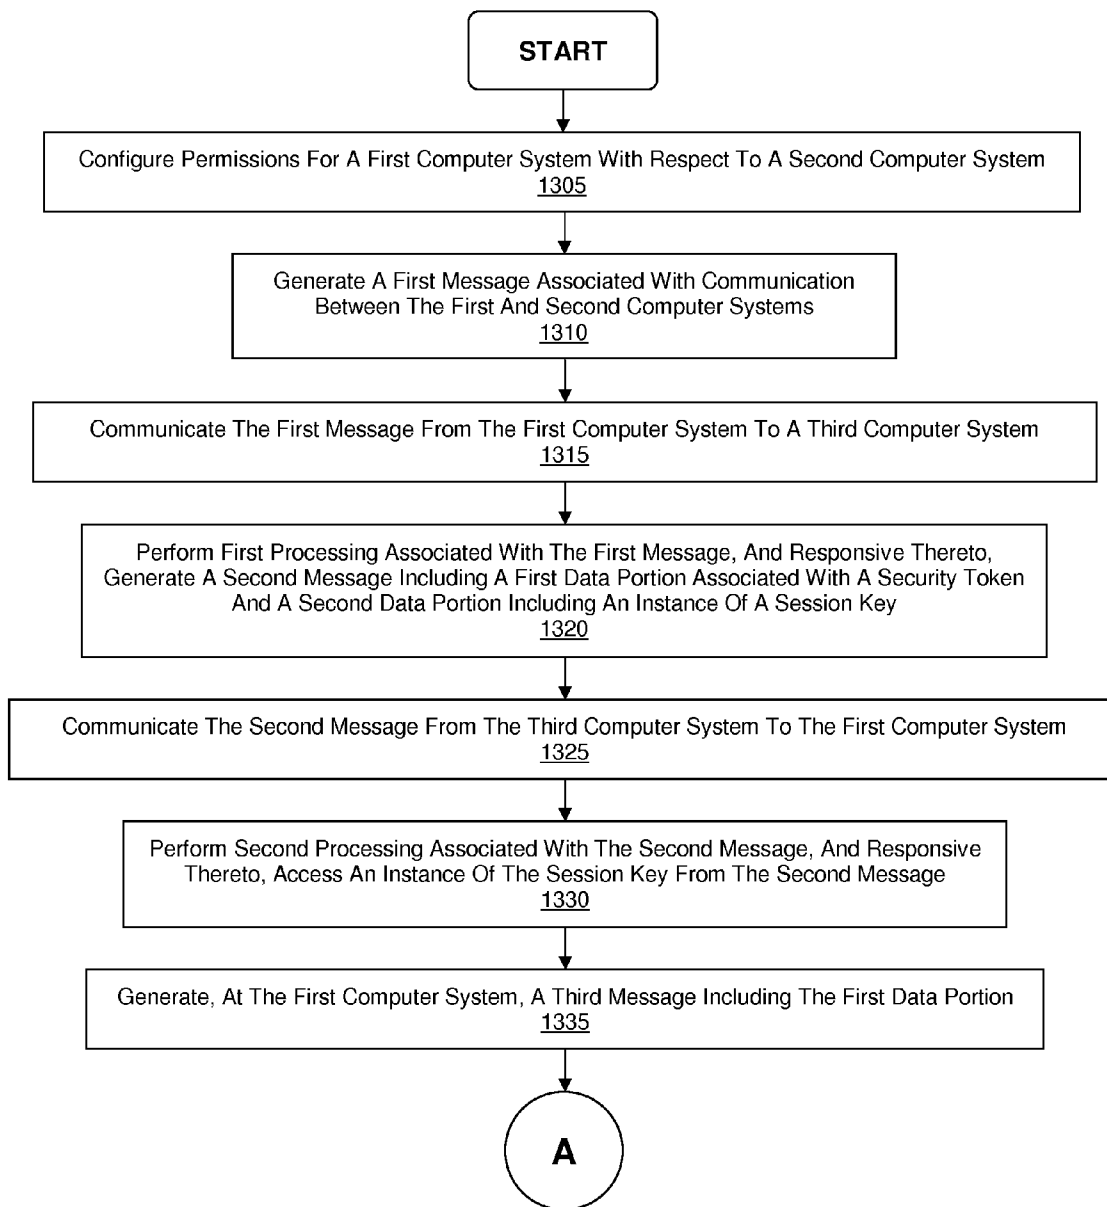 START
Configure Permissions For A First Computer System With Respect To A Second Computer System
1305
Generate A First Message Associated With Communication
Between The First And Second Computer Systems
1310
Communicate The First Message From The First Computer System To A Third Computer System
1315
Perform First Processing Associated With The First Message, And Responsive Thereto,
Generate A Second Message Including A First Data Portion Associated With A Security Token
And A Second Data Portion Including An Instance Of A Session Key
1320
Communicate The Second Message From The Third Computer System To The First Computer System
1325
Perform Second Processing Associated With The Second Message, And Responsive
Thereto, Access An Instance Of The Session Key From The Second Message
1330
Generate, At The First Computer System, A Third Message Including The First Data Portion
1335
A